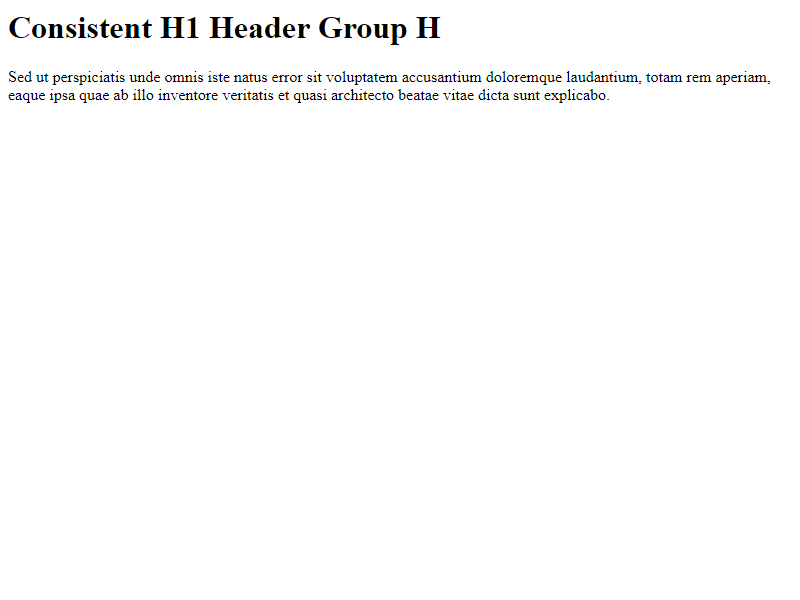 Consistent H1 Header Group H
Sed ut perspiciatis unde omnis iste natus error sit voluptatem accusantium doloremque laudantium, totam rem aperiam,
eaque ipsa quae ab illo inventore veritatis et quasi architecto beatae vitae dicta sunt explicabo.